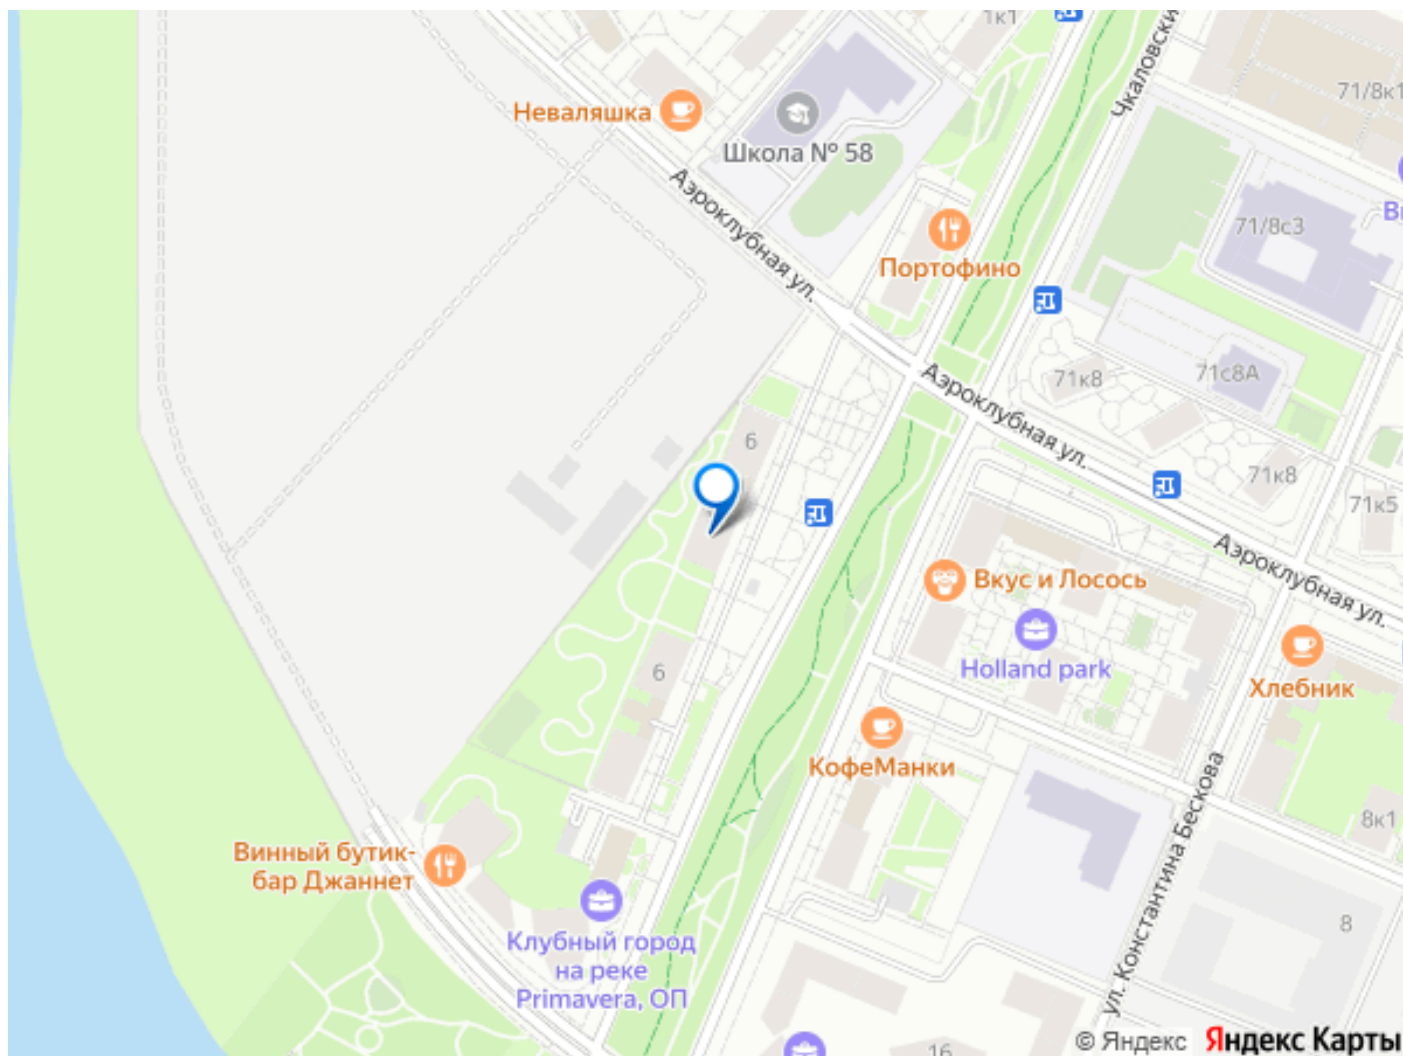 1к1
Чкаловски
71/8к1
Неваляшка
Школа № 58
Аэроклубная ул.
71/8с3
Портофино
Аэроклубная ул.
71к8
71с8А
6
71к8
71к5
Аэроклубная ул.
Вкус и Лосось
Holland park
6
Хлебник
КофеМанки
ул. Константина Бескова
8к1
Винный бутик-
бар Джаннет
8
Клубный город
на реке
Primavera, ОП
16
© Яндекс
Яндекс Карты